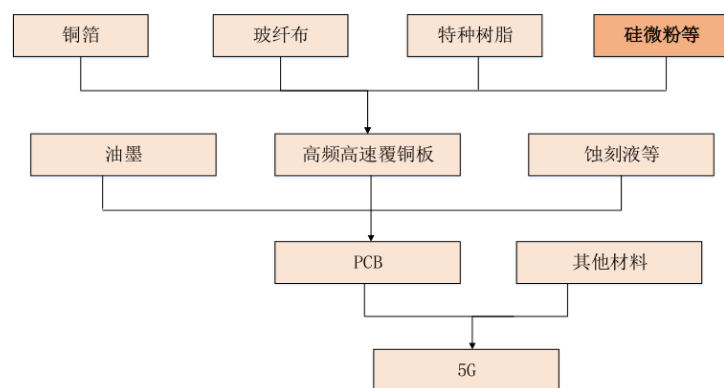 铜箔
玻纤布
特种树脂
硅微粉等
油墨
高频高速覆铜板
蚀刻液等
PCB
其他材料
5G